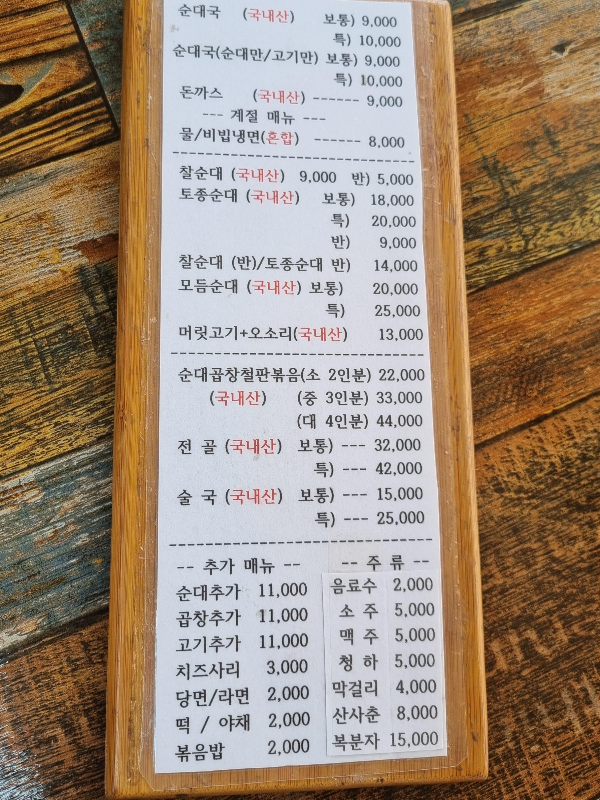 순대국 (국내산) 보통) 9,000
특) 10,000
순대국(순대만/고기만) 보통) 9,000
특) 10,000
돈까스 (국내산) ------ 9,000
--- 계절 매뉴 ---
물/비빔냉면(혼합) ------ 8,000
찰순대 (국내산) 9,000 반) 5,000
토종순대 (국내산) 보통) 18,000
특) 20,000
반) 9,000
찰순대 (반)/토종순대 반) 14,000
모듬순대 (국내산) 보통) 20,000
특) 25,000
머릿고기+오소리(국내산) 13,000
순대곱창철판볶음(소 2인분) 22,000
(국내산) (중 3인분) 33,000
(대 4인분) 44,000
전 골 (국내산) 보통) --- 32,000
특) --- 42,000
술 국 (국내산) 보통) --- 15,000
특) --- 25,000
-- 추가 매뉴 --
순대추가 11,000
곱창추가 11,000
고기추가 11,000
치즈사리 3,000
당면/라면 2,000
떡 / 야채 2,000
볶음밥 2,000
-- 주 류 --
음료수 2,000
소 주 5,000
맥 주 5,000
청 하 5,000
막걸리 4,000
산사춘 8,000
복분자 15,000